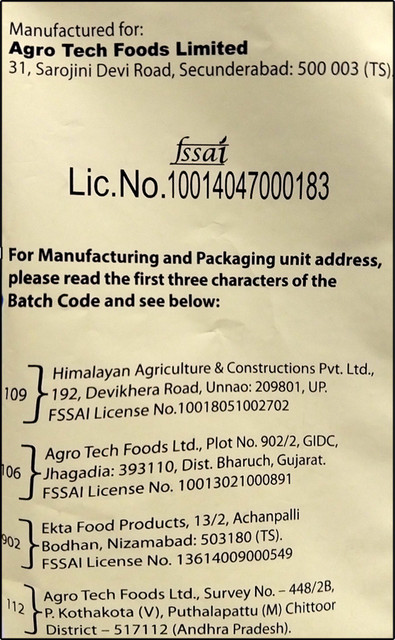 Manufactured for:
Agro Tech Foods Limited
31, Sarojini Devi Road, Secunderabad: 500 003 (TS).
fssai
Lic.No.10014047000183
For Manufacturing and Packaging unit address,
please read the first three characters of the
Batch Code and see below:
109
Himalayan Agriculture & Constructions Pvt. Ltd.,
192, Devikhera Road, Unnao: 209801, UP.
FSSAI License No.10018051002702
106
Agro Tech Foods Ltd., Plot No. 902/2, GIDC,
Jhagadia: 393110, Dist. Bharuch, Gujarat.
FSSAI License No. 10013021000891
902
Ekta Food Products, 13/2, Achanpalli
Bodhan, Nizamabad: 503180 (TS).
FSSAI License No. 13614009000549
112
Agro Tech Foods Ltd., Survey No. – 448/2B,
P. Kothakota (V), Puthalapattu (M) Chittoor
District – 517112 (Andhra Pradesh).